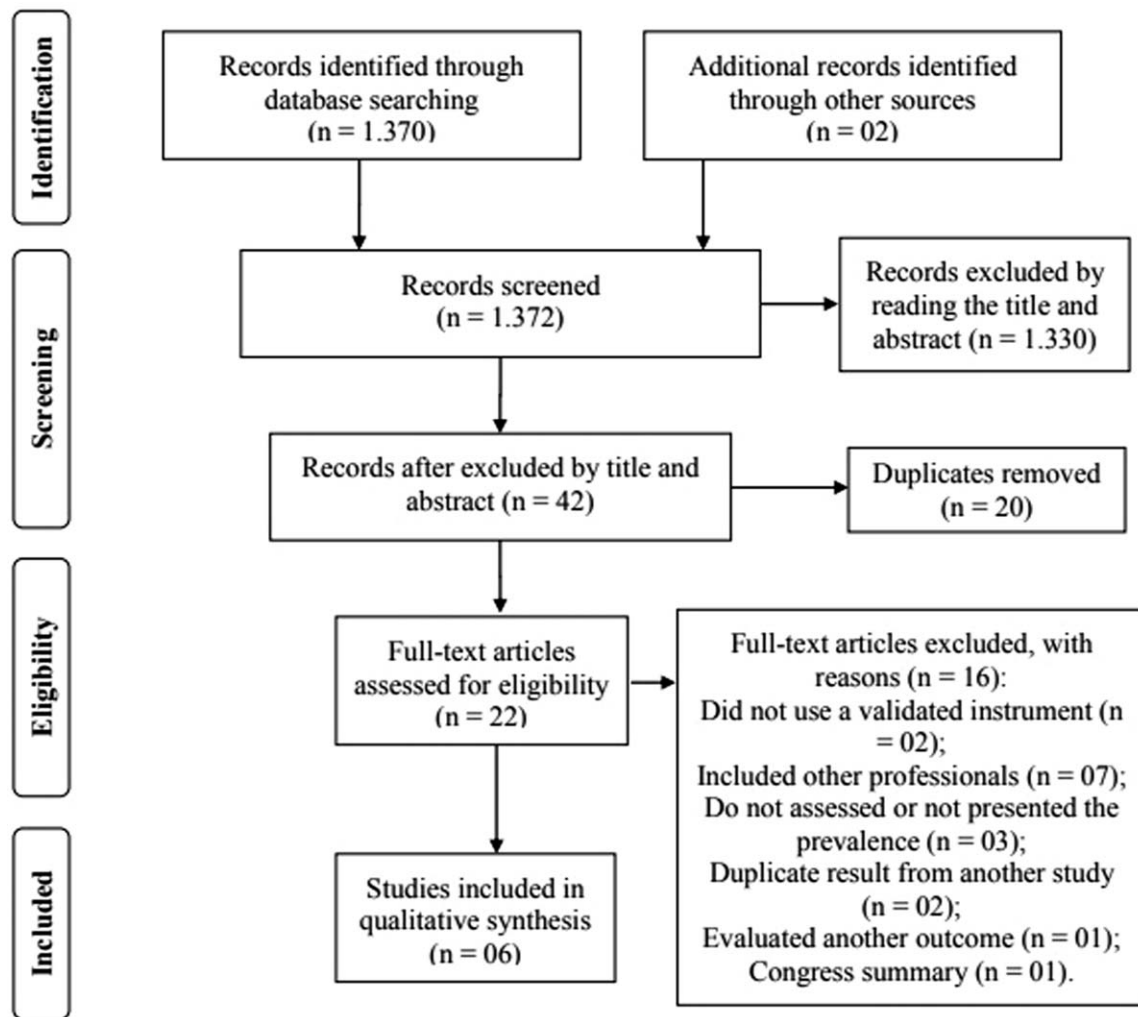 Identification
Records identified through
database searching
(n = 1.370)
Additional records identified
through other sources
(n = 02)
Screening
Records screened
(n = 1.372)
Records excluded by
reading the title and
abstract (n = 1.330)
Records after excluded by title and
abstract (n = 42)
Duplicates removed
(n = 20)
Eligibility
Full-text articles
assessed for eligibility
(n = 22)
Full-text articles excluded, with
reasons (n = 16):
Did not use a validated instrument (n
= 02);
Included other professionals (n = 07);
Do not assessed or not presented the
prevalence (n = 03);
Duplicate result from another study
(n = 02);
Evaluated another outcome (n = 01);
Congress summary (n = 01).
Included
Studies included in
qualitative synthesis
(n = 06)